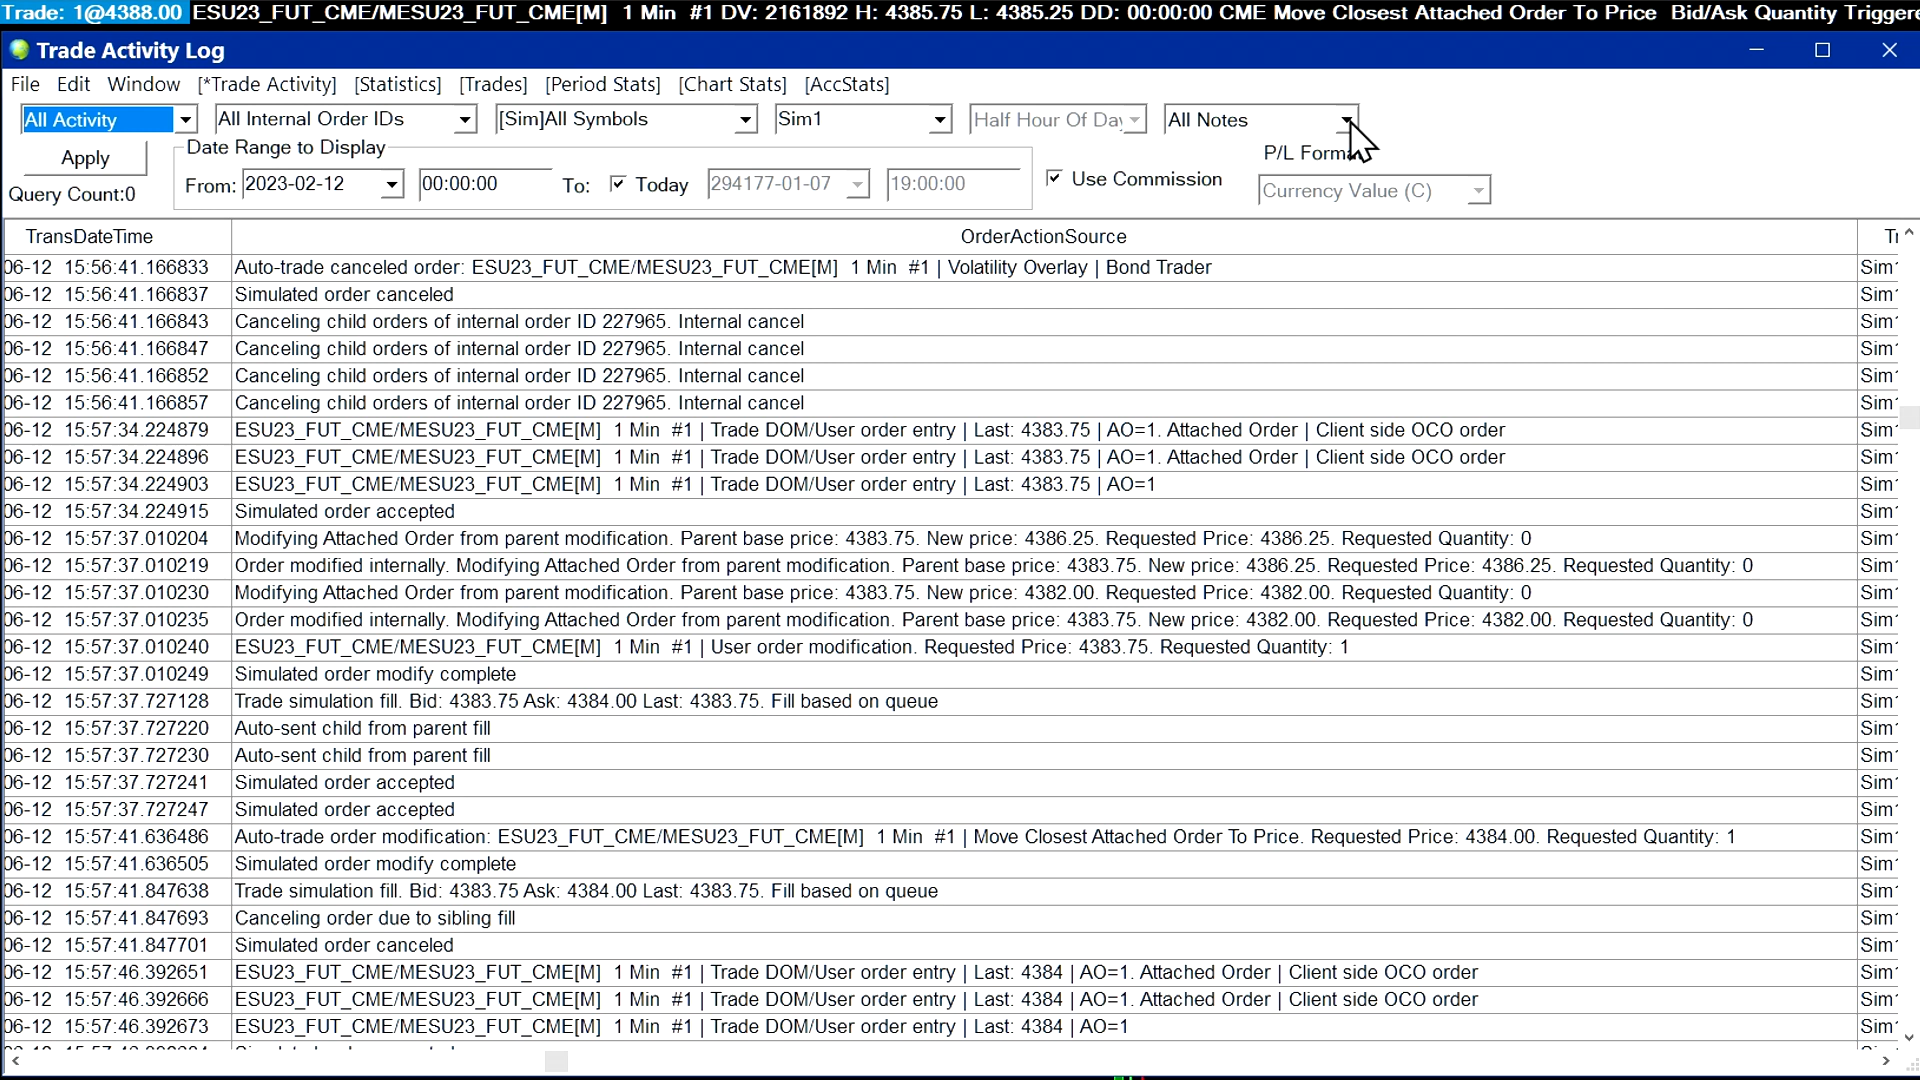 Trade: 1@4388.00 ESU23_FUT_CME/MESU23_FUT_CME[M] 1 Min #1 DV: 2161892 H: 4385.75 L: 4385.25 DD: 00:00:00 CME Move Closest Attached Order To Price Bid/Ask Quantity Triggere
Trade Activity Log
File Edit Window [*Trade Activity] [Statistics] [Trades] [Period Stats] [Chart Stats] [AccStats]
All Activity All Internal Order IDs [Sim]All Symbols Sim1 Half Hour Of Day All Notes
Apply Date Range to Display P/L Forma
From: 2023-02-12 00:00:00 To: Today 294177-01-07 19:00:00 Use Commission Currency Value (C)
Query Count:0
TransDateTime OrderActionSource Tr
06-12 15:56:41.166833 Auto-trade canceled order: ESU23_FUT_CME/MESU23_FUT_CME[M] 1 Min #1 | Volatility Overlay | Bond Trader Sim1
06-12 15:56:41.166837 Simulated order canceled Sim1
06-12 15:56:41.166843 Canceling child orders of internal order ID 227965. Internal cancel Sim1
06-12 15:56:41.166847 Canceling child orders of internal order ID 227965. Internal cancel Sim1
06-12 15:56:41.166852 Canceling child orders of internal order ID 227965. Internal cancel Sim1
06-12 15:56:41.166857 Canceling child orders of internal order ID 227965. Internal cancel Sim1
06-12 15:57:34.224879 ESU23_FUT_CME/MESU23_FUT_CME[M] 1 Min #1 | Trade DOM/User order entry | Last: 4383.75 | AO=1. Attached Order | Client side OCO order Sim1
06-12 15:57:34.224896 ESU23_FUT_CME/MESU23_FUT_CME[M] 1 Min #1 | Trade DOM/User order entry | Last: 4383.75 | AO=1. Attached Order | Client side OCO order Sim1
06-12 15:57:34.224903 ESU23_FUT_CME/MESU23_FUT_CME[M] 1 Min #1 | Trade DOM/User order entry | Last: 4383.75 | AO=1 Sim1
06-12 15:57:34.224915 Simulated order accepted Sim1
06-12 15:57:37.010204 Modifying Attached Order from parent modification. Parent base price: 4383.75. New price: 4386.25. Requested Price: 4386.25. Requested Quantity: 0 Sim1
06-12 15:57:37.010219 Order modified internally. Modifying Attached Order from parent modification. Parent base price: 4383.75. New price: 4386.25. Requested Price: 4386.25. Requested Quantity: 0 Sim1
06-12 15:57:37.010230 Modifying Attached Order from parent modification. Parent base price: 4383.75. New price: 4382.00. Requested Price: 4382.00. Requested Quantity: 0 Sim1
06-12 15:57:37.010235 Order modified internally. Modifying Attached Order from parent modification. Parent base price: 4383.75. New price: 4382.00. Requested Price: 4382.00. Requested Quantity: 0 Sim1
06-12 15:57:37.010240 ESU23_FUT_CME/MESU23_FUT_CME[M] 1 Min #1 | User order modification. Requested Price: 4383.75. Requested Quantity: 1 Sim1
06-12 15:57:37.010249 Simulated order modify complete Sim1
06-12 15:57:37.727128 Trade simulation fill. Bid: 4383.75 Ask: 4384.00 Last: 4383.75. Fill based on queue Sim1
06-12 15:57:37.727220 Auto-sent child from parent fill Sim1
06-12 15:57:37.727230 Auto-sent child from parent fill Sim1
06-12 15:57:37.727241 Simulated order accepted Sim1
06-12 15:57:37.727247 Simulated order accepted Sim1
06-12 15:57:41.636486 Auto-trade order modification: ESU23_FUT_CME/MESU23_FUT_CME[M] 1 Min #1 | Move Closest Attached Order To Price. Requested Price: 4384.00. Requested Quantity: 1 Sim1
06-12 15:57:41.636505 Simulated order modify complete Sim1
06-12 15:57:41.847638 Trade simulation fill. Bid: 4383.75 Ask: 4384.00 Last: 4383.75. Fill based on queue Sim1
06-12 15:57:41.847693 Canceling order due to sibling fill Sim1
06-12 15:57:41.847701 Simulated order canceled Sim1
06-12 15:57:46.392651 ESU23_FUT_CME/MESU23_FUT_CME[M] 1 Min #1 | Trade DOM/User order entry | Last: 4384 | AO=1. Attached Order | Client side OCO order Sim1
06-12 15:57:46.392666 ESU23_FUT_CME/MESU23_FUT_CME[M] 1 Min #1 | Trade DOM/User order entry | Last: 4384 | AO=1. Attached Order | Client side OCO order Sim1
06-12 15:57:46.392673 ESU23_FUT_CME/MESU23_FUT_CME[M] 1 Min #1 | Trade DOM/User order entry | Last: 4384 | AO=1 Sim1